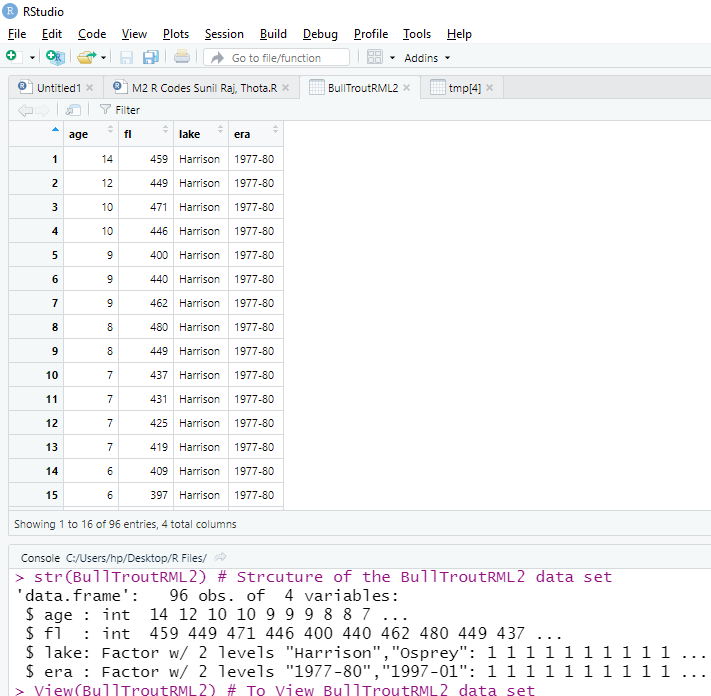 RStudio
File Edit Code View Plots Session Build Debug Profile Tools Help
Go to file/function Addins
Untitled1 M2 R Codes Sunil Raj, Thota.R BullTroutRML2 tmp[4]
Filter
age fl lake era
1 14 459 Harrison 1977-80
2 12 449 Harrison 1977-80
3 10 471 Harrison 1977-80
4 10 446 Harrison 1977-80
5 9 400 Harrison 1977-80
6 9 440 Harrison 1977-80
7 9 462 Harrison 1977-80
8 8 480 Harrison 1977-80
9 8 449 Harrison 1977-80
10 7 437 Harrison 1977-80
11 7 431 Harrison 1977-80
12 7 425 Harrison 1977-80
13 7 419 Harrison 1977-80
14 6 409 Harrison 1977-80
15 6 397 Harrison 1977-80
Showing 1 to 16 of 96 entries, 4 total columns
Console C:/Users/hp/Desktop/R Files/
> str(BullTroutRML2) # Strcuture of the BullTroutRML2 data set
'data.frame': 96 obs. of 4 variables:
$ age : int 14 12 10 10 9 9 9 8 8 7 ...
$ fl : int 459 449 471 446 400 440 462 480 449 437 ...
$ lake: Factor w/ 2 levels "Harrison","Osprey": 1 1 1 1 1 1 1 1 1 1 ...
$ era : Factor w/ 2 levels "1977-80","1997-01": 1 1 1 1 1 1 1 1 1 1 ...
> View(BullTroutRML2) # To View BullTroutRML2 data set